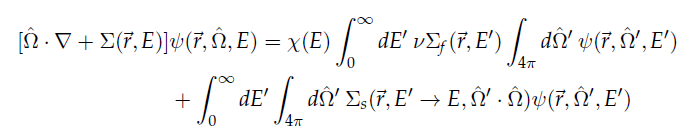 [Ω̂ · ∇ + Σ(r⃗, E)]ψ(r⃗, Ω̂, E) = χ(E) ∫₀^∞ dE′ νΣ_f(r⃗, E′) ∫_{4π} dΩ̂′ ψ(r⃗, Ω̂′, E′)
+ ∫₀^∞ dE′ ∫_{4π} dΩ̂′ Σ_s(r⃗, E′ → E, Ω̂′ · Ω̂)ψ(r⃗, Ω̂′, E′)